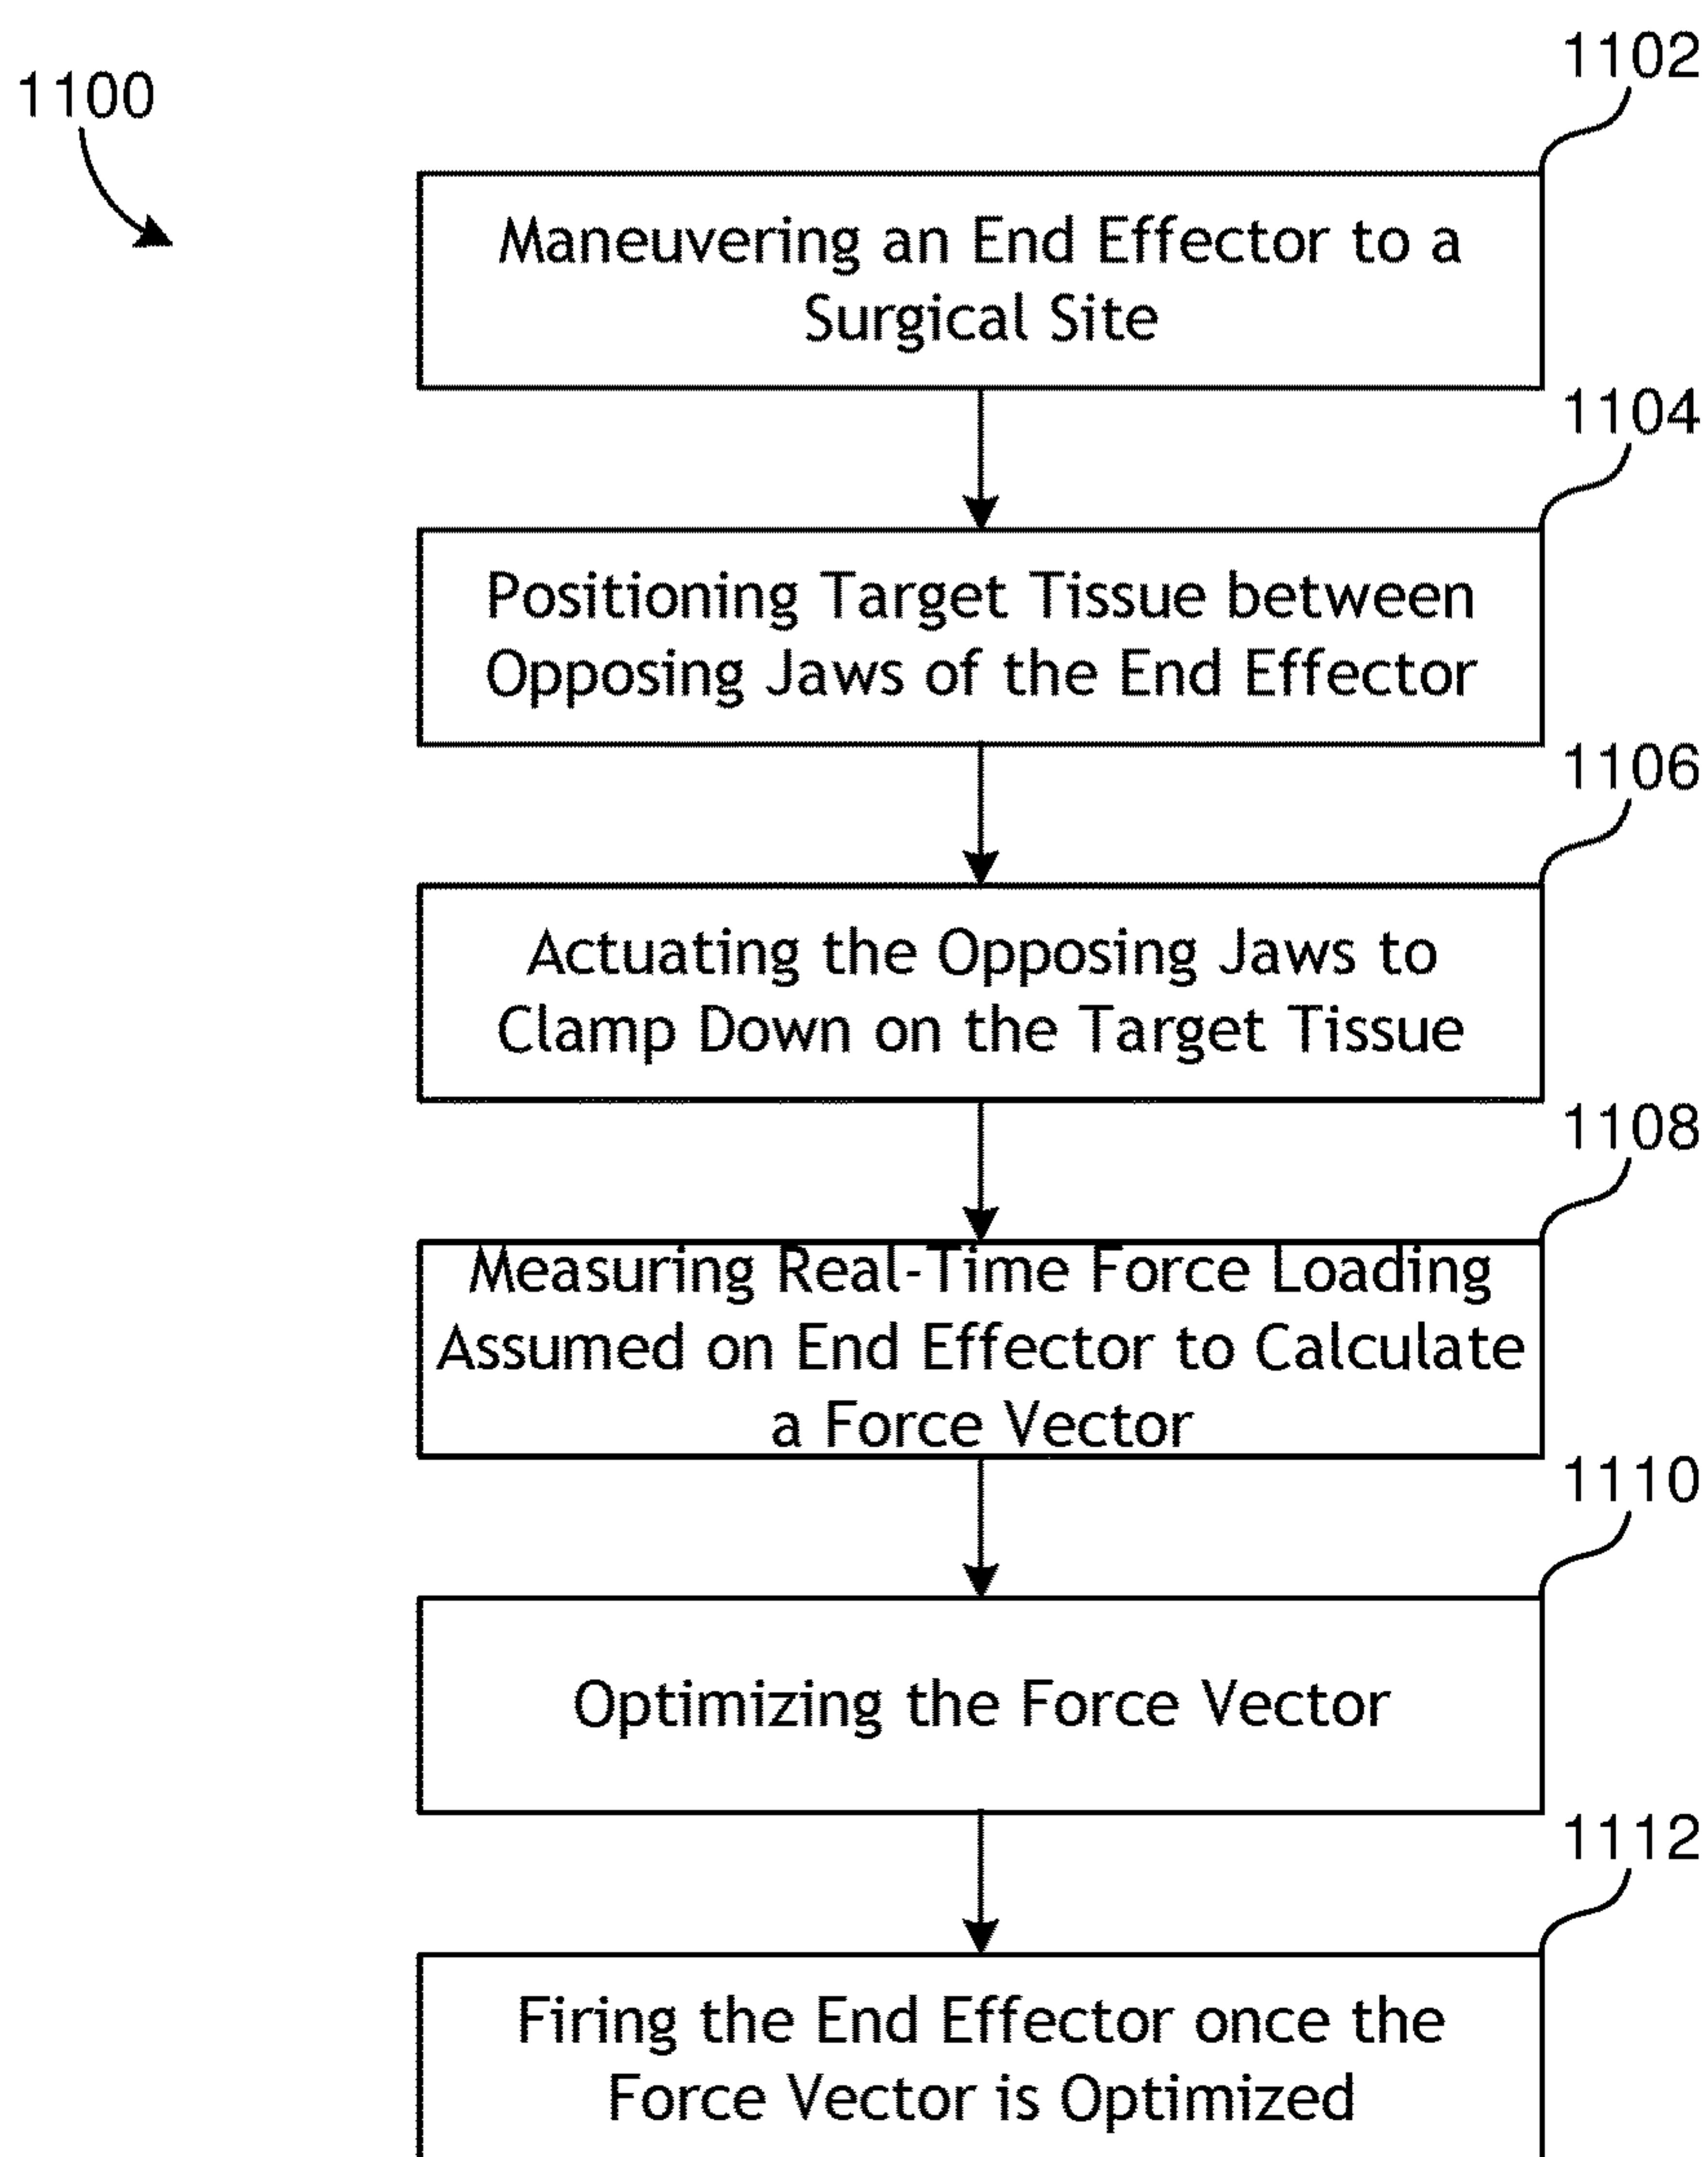 1100
1102
Maneuvering an End Effector to a
Surgical Site
1104
Positioning Target Tissue between
Opposing Jaws of the End Effector
1106
Actuating the Opposing Jaws to
Clamp Down on the Target Tissue
1108
Measuring Real-Time Force Loading
Assumed on End Effector to Calculate
a Force Vector
1110
Optimizing the Force Vector
1112
Firing the End Effector once the
Force Vector is Optimized